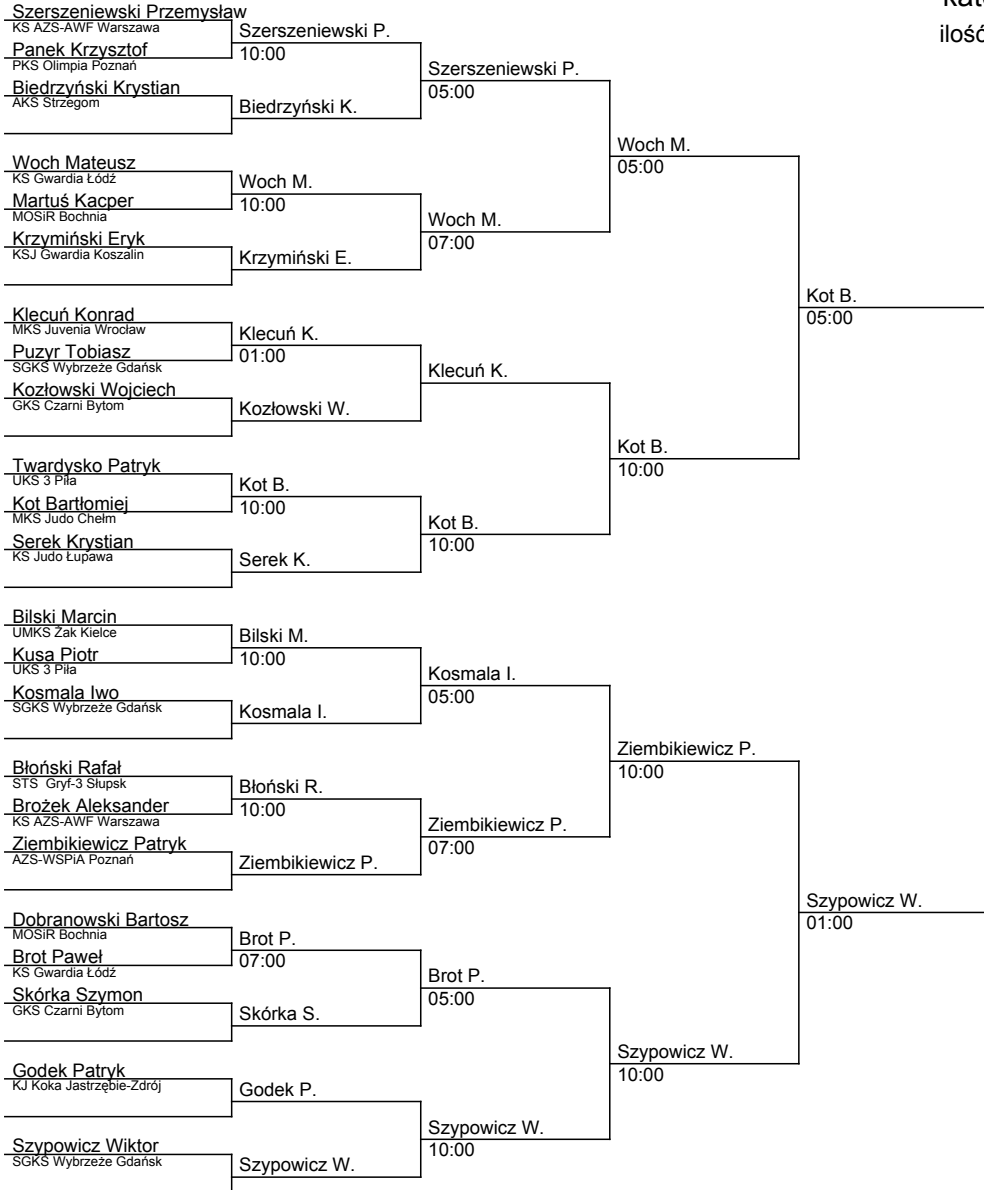 Szerszeniewski Przemysław
KS AZS-AWF Warszawa
Panek Krzysztof
PKS Olimpia Poznań
Biedrzyński Krystian
AKS Strzegom
Woch Mateusz
KS Gwardia Łódź
Martuś Kacper
MOSiR Bochnia
Krzymiński Eryk
KSJ Gwardia Koszalin
Klecuń Konrad
MKS Juvenia Wrocław
Puzyr Tobiasz
SGKS Wybrzeże Gdańsk
Kozłowski Wojciech
GKS Czarni Bytom
Twardysko Patryk
UKS 3 Piła
Kot Bartłomiej
MKS Judo Chełm
Serek Krystian
KS Judo Łupawa
Bilski Marcin
UMKS Żak Kielce
Kusa Piotr
UKS 3 Piła
Kosmala Iwo
SGKS Wybrzeże Gdańsk
Błoński Rafał
STS Gryf-3 Słupsk
Brożek Aleksander
KS AZS-AWF Warszawa
Ziembikiewicz Patryk
AZS-WSPiA Poznań
Dobranowski Bartosz
MOSiR Bochnia
Brot Paweł
KS Gwardia Łódź
Skórka Szymon
GKS Czarni Bytom
Godek Patryk
KJ Koka Jastrzębie-Zdrój
Szypowicz Wiktor
SGKS Wybrzeże Gdańsk
Szerszeniewski P.
10:00
Biedrzyński K.
Woch M.
10:00
Krzymiński E.
Klecuń K.
01:00
Kozłowski W.
Kot B.
10:00
Serek K.
Bilski M.
10:00
Kosmala I.
Błoński R.
10:00
Ziembikiewicz P.
Brot P.
07:00
Skórka S.
Godek P.
Szypowicz W.
Szerszeniewski P.
05:00
Woch M.
07:00
Klecuń K.
Kot B.
10:00
Kosmala I.
05:00
Ziembikiewicz P.
07:00
Brot P.
05:00
Szypowicz W.
10:00
Woch M.
05:00
Kot B.
10:00
Ziembikiewicz P.
10:00
Szypowicz W.
10:00
Kot B.
05:00
Szypowicz W.
01:00
ilość